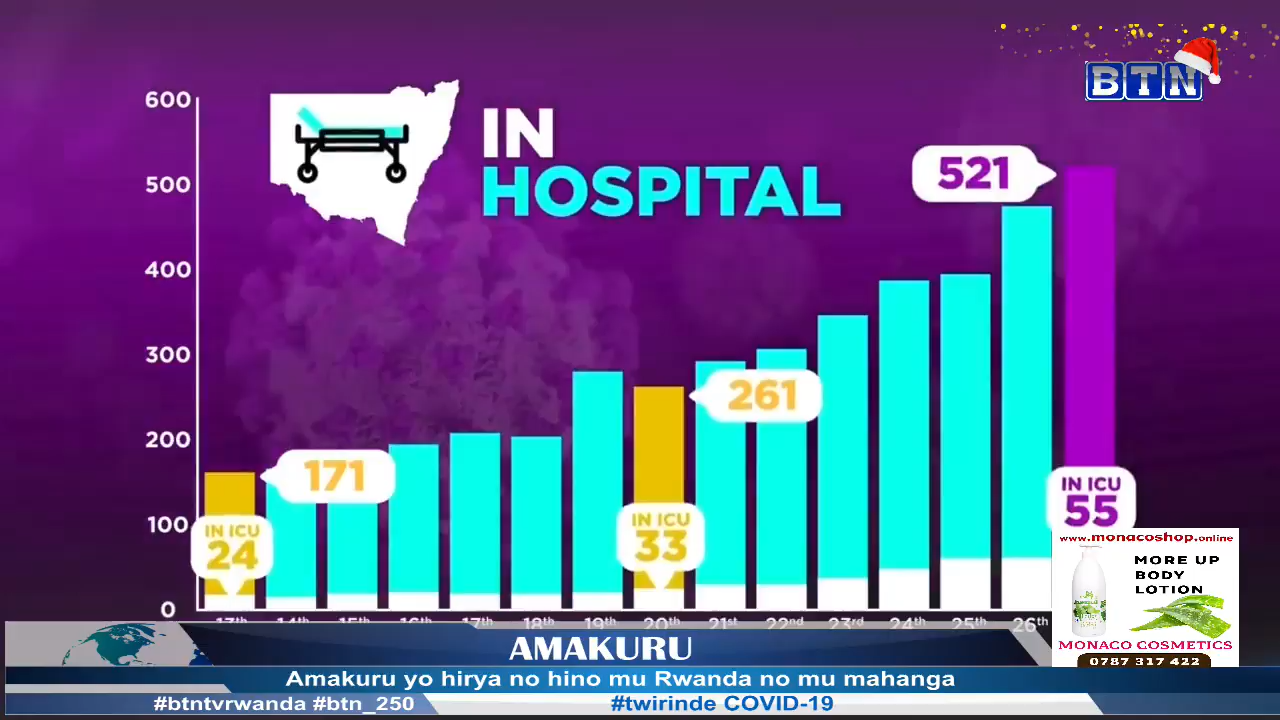 BTN
IN
HOSPITAL
600
500
400
300
200
100
0
171
261
521
IN ICU
24
IN ICU
33
IN ICU
55
14th 15th 16th 17th 18th 19th 20th 21st 22nd 23rd 24th 25th 26th
www.monacoshop.online
MORE UP
BODY
LOTION
MONACO COSMETICS
0787 317 422
AMAKURU
Amakuru yo hirya no hino mu Rwanda no mu mahanga
#btntvrwanda #btn_250
#twirinde COVID-19